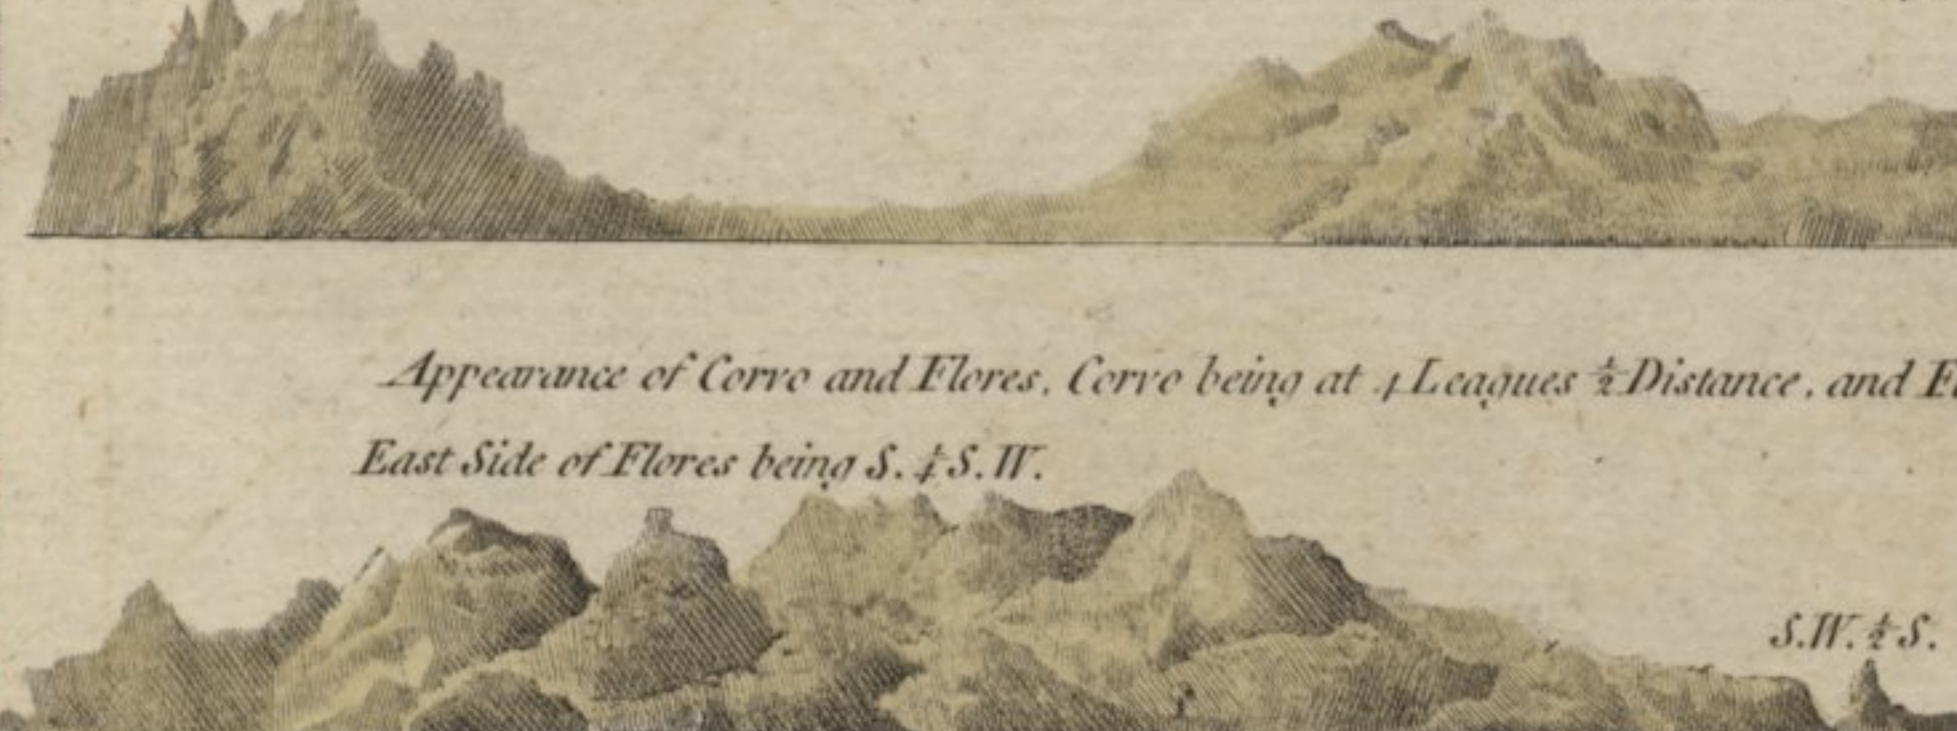 Appearance of Corvo and Flores, Corvo being at 4 Leagues ½ Distance, and
East Side of Flores being S. ¼ S. W.
S. W. ½ S.